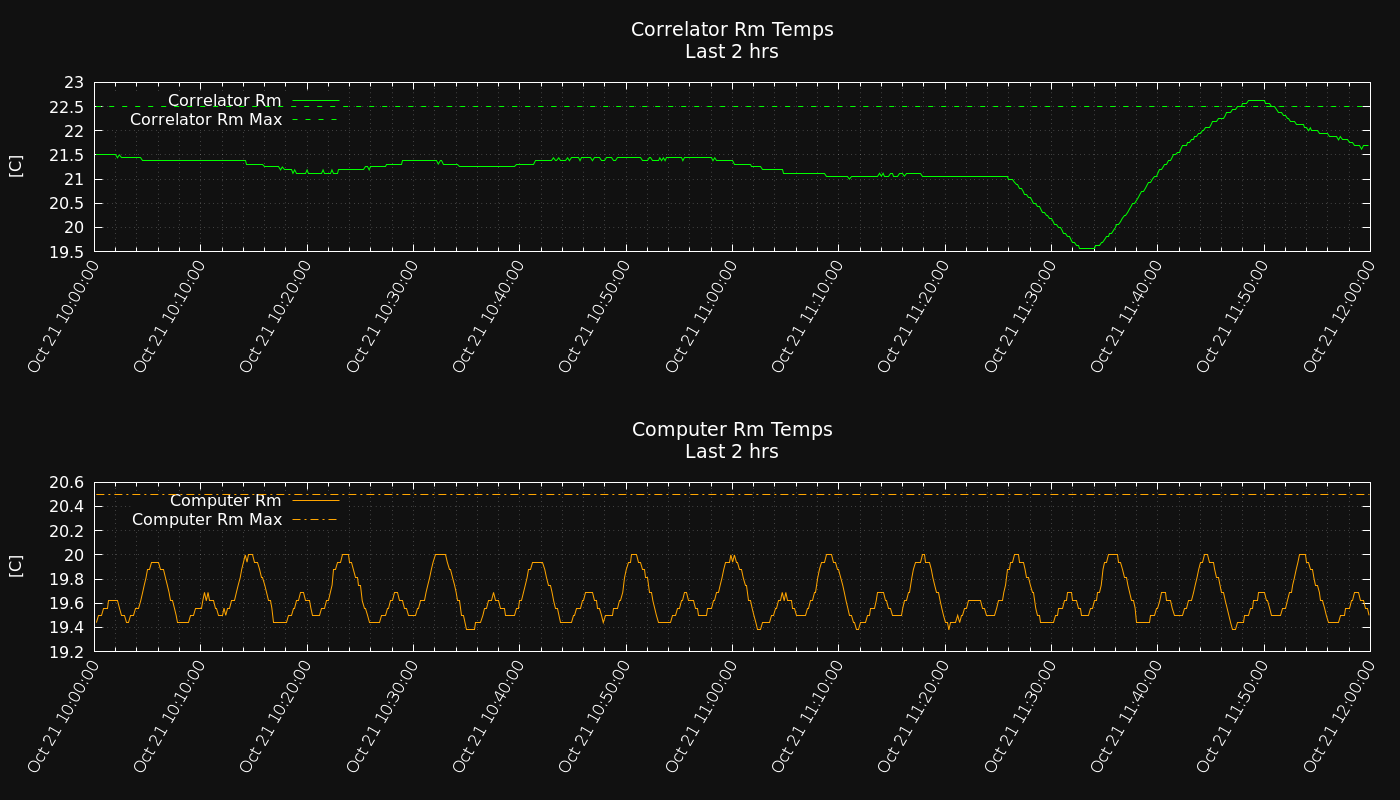 Correlator Rm Temps
Last 2 hrs
[C]
23
22.5
22
21.5
21
20.5
20
19.5
Correlator Rm
Correlator Rm Max
Oct 21 10:00:00
Oct 21 10:10:00
Oct 21 10:20:00
Oct 21 10:30:00
Oct 21 10:40:00
Oct 21 10:50:00
Oct 21 11:00:00
Oct 21 11:10:00
Oct 21 11:20:00
Oct 21 11:30:00
Oct 21 11:40:00
Oct 21 11:50:00
Oct 21 12:00:00
Computer Rm Temps
Last 2 hrs
[C]
20.6
20.4
20.2
20
19.8
19.6
19.4
19.2
Computer Rm
Computer Rm Max
Oct 21 10:00:00
Oct 21 10:10:00
Oct 21 10:20:00
Oct 21 10:30:00
Oct 21 10:40:00
Oct 21 10:50:00
Oct 21 11:00:00
Oct 21 11:10:00
Oct 21 11:20:00
Oct 21 11:30:00
Oct 21 11:40:00
Oct 21 11:50:00
Oct 21 12:00:00